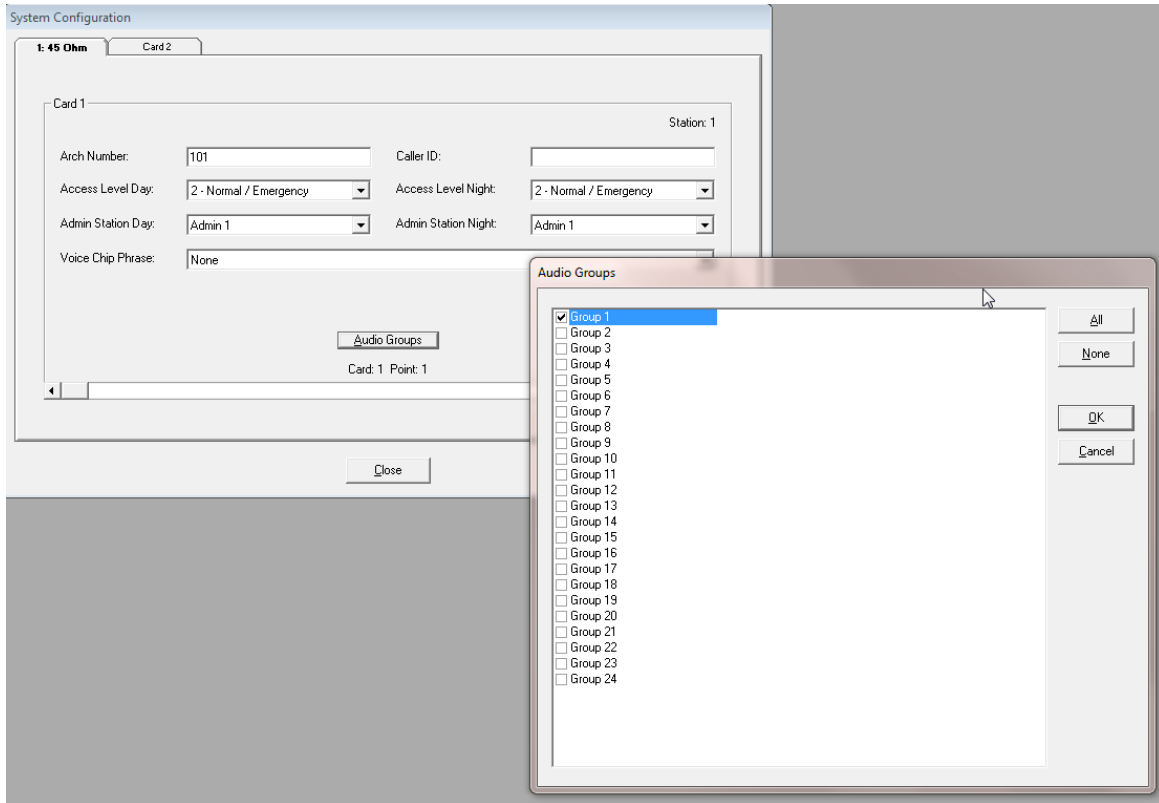 System Configuration
1: 45 Ohm Card 2
Card 1
Station: 1
Arch Number: 101 Caller ID:
Access Level Day: 2 - Normal / Emergency Access Level Night: 2 - Normal / Emergency
Admin Station Day: Admin 1 Admin Station Night: Admin 1
Voice Chip Phrase: None
Audio Groups
Card: 1 Point: 1
Close
Audio Groups
Group 1
Group 2
Group 3
Group 4
Group 5
Group 6
Group 7
Group 8
Group 9
Group 10
Group 11
Group 12
Group 13
Group 14
Group 15
Group 16
Group 17
Group 18
Group 19
Group 20
Group 21
Group 22
Group 23
Group 24
All
None
OK
Cancel